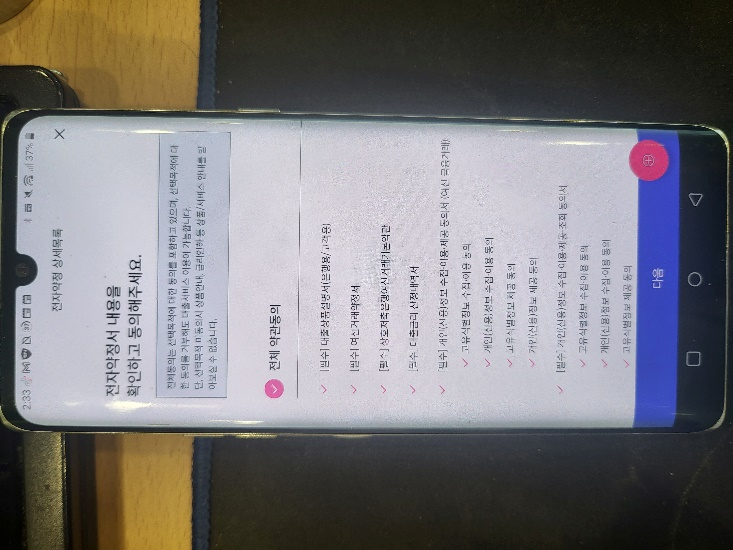 2:33
37%
전자약정 상세목록
전자약정서 내용을
확인하고 동의해주세요.
전체동의는 선택목적에 대한 동의를 포함하고 있으며, 선택목적에 대
한 동의를 거부해도 대출서비스 이용이 가능합니다.
단, 선택목적 미동의시 상품안내, 금리인하 등 상품/서비스 안내를 받
아보실 수 없습니다.
전체 약관동의
[필수] 대출상품설명서(은행용/고객용)
[필수] 여신거래약정서
[필수] 상호저축은행여신거래기본약관
[필수] 대출금리 산정내역서
[필수] 개인(신용)정보 수집·이용·제공 동의서 (여신 금융거래)
고유식별정보 수집·이용 동의
개인(신용)정보 수집·이용 동의
고유식별정보 제공 동의
개인(신용)정보 제공 동의
[필수] 개인(신용)정보 수집·이용·제공·조회 동의서
고유식별정보 수집·이용 동의
개인(신용)정보 수집·이용 동의
고유식별정보 제공 동의
다음